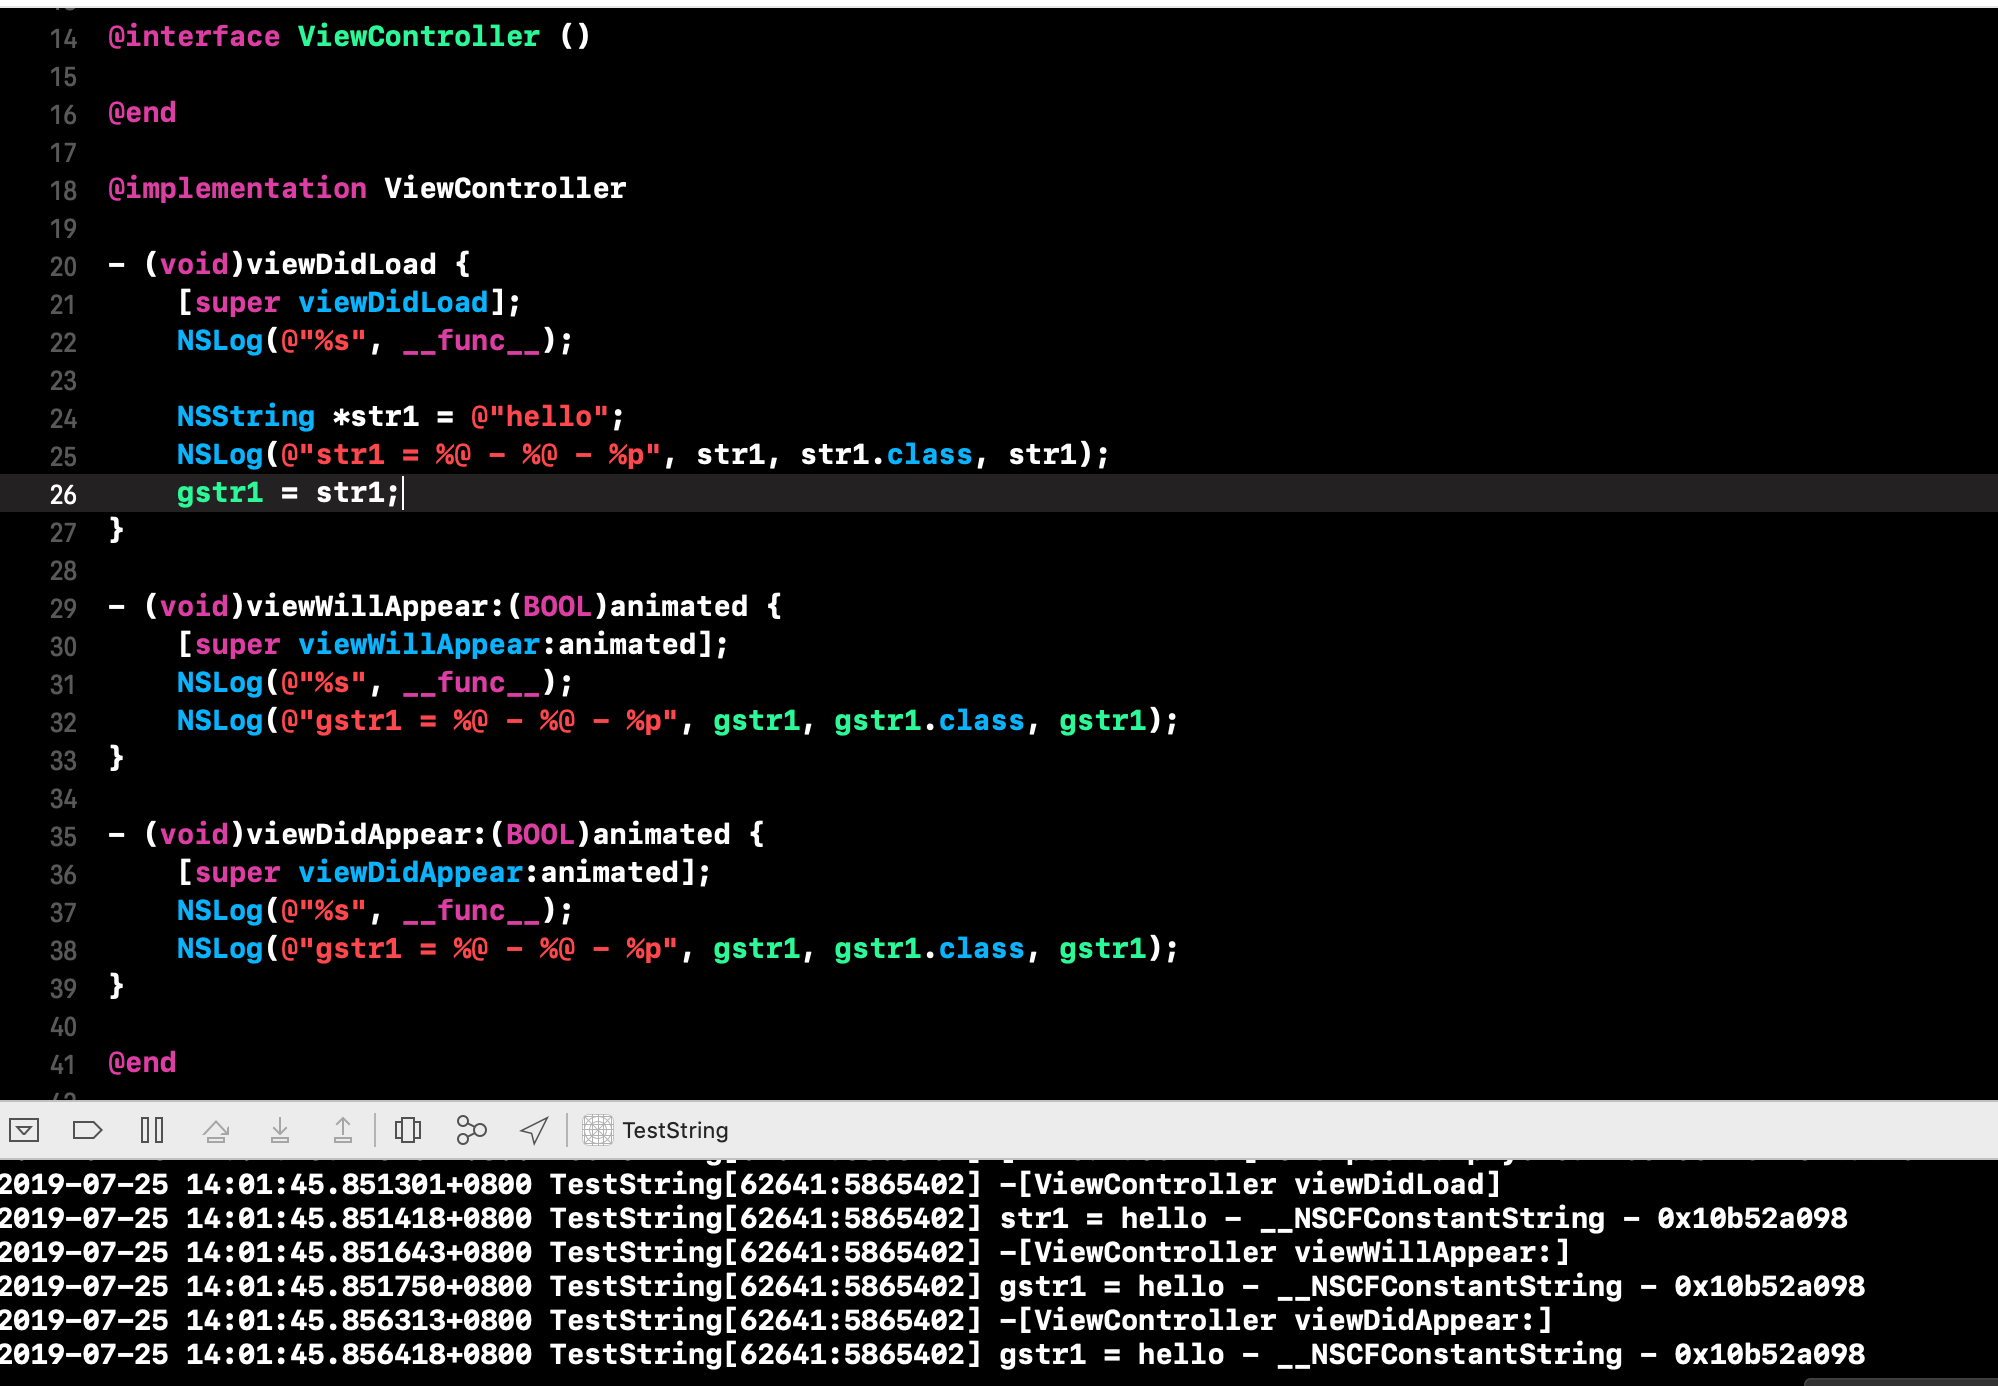 14 @interface ViewController ()
15
16 @end
17
18 @implementation ViewController
19
20 - (void)viewDidLoad {
21     [super viewDidLoad];
22     NSLog(@"%s", __func__);
23
24     NSString *str1 = @"hello";
25     NSLog(@"str1 = %@ - %@ - %p", str1, str1.class, str1);
26     gstr1 = str1;
27 }
28
29 - (void)viewWillAppear:(BOOL)animated {
30     [super viewWillAppear:animated];
31     NSLog(@"%s", __func__);
32     NSLog(@"gstr1 = %@ - %@ - %p", gstr1, gstr1.class, gstr1);
33 }
34
35 - (void)viewDidAppear:(BOOL)animated {
36     [super viewDidAppear:animated];
37     NSLog(@"%s", __func__);
38     NSLog(@"gstr1 = %@ - %@ - %p", gstr1, gstr1.class, gstr1);
39 }
40
41 @end
TestString
2019-07-25 14:01:45.851301+0800 TestString[62641:5865402] -[ViewController viewDidLoad]
2019-07-25 14:01:45.851418+0800 TestString[62641:5865402] str1 = hello - __NSCFConstantString - 0x10b52a098
2019-07-25 14:01:45.851643+0800 TestString[62641:5865402] -[ViewController viewWillAppear:]
2019-07-25 14:01:45.851750+0800 TestString[62641:5865402] gstr1 = hello - __NSCFConstantString - 0x10b52a098
2019-07-25 14:01:45.856313+0800 TestString[62641:5865402] -[ViewController viewDidAppear:]
2019-07-25 14:01:45.856418+0800 TestString[62641:5865402] gstr1 = hello - __NSCFConstantString - 0x10b52a098